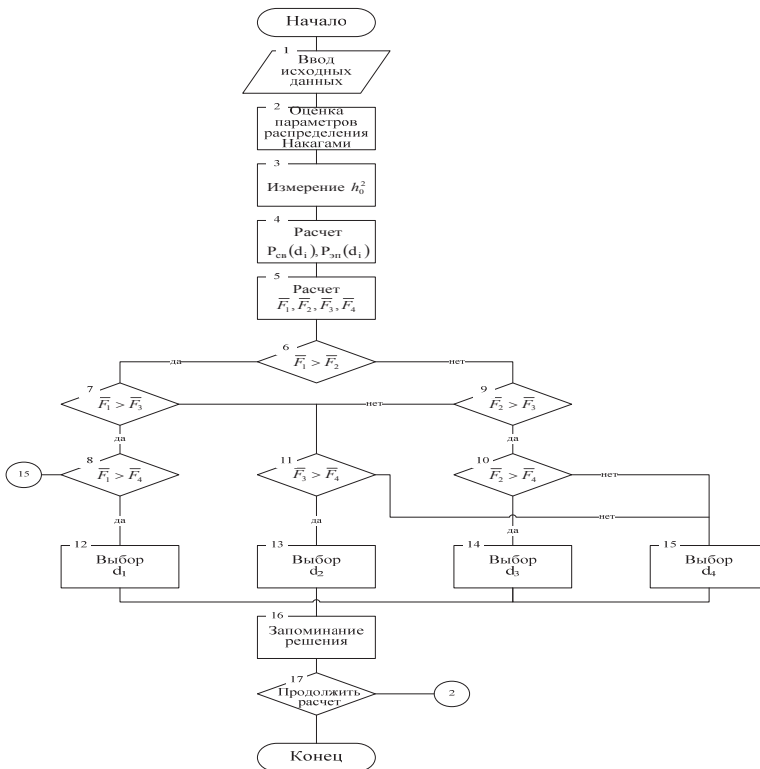 Начало
1
Ввод
исходных
данных
2
Оценка
параметров
распределения
Накагами
3
Измерение h₀²
4
Расчет
Pсв(dᵢ), Pэп(dᵢ)
5
Расчет
F̅₁, F̅₂, F̅₃, F̅₄
6
F̅₁ > F̅₂
да
нет
7
F̅₁ > F̅₃
нет
9
F̅₂ > F̅₃
да
да
15
8
F̅₁ > F̅₄
11
F̅₃ > F̅₄
10
F̅₂ > F̅₄
нет
да
да
да
нет
12
Выбор
d₁
13
Выбор
d₂
14
Выбор
d₃
15
Выбор
d₄
16
Запоминание
решения
17
Продолжить
расчет
2
Конец